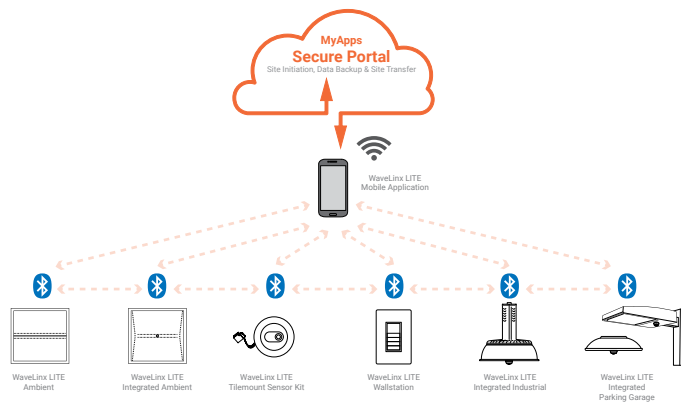 MyApps
Secure Portal
Site Initiation, Data Backup & Site Transfer
WaveLinx LITE
Mobile Application
WaveLinx LITE
Ambient
WaveLinx LITE
Integrated Ambient
WaveLinx LITE
Tilemount Sensor Kit
WaveLinx LITE
Wallstation
WaveLinx LITE
Integrated Industrial
WaveLinx LITE
Integrated
Parking Garage